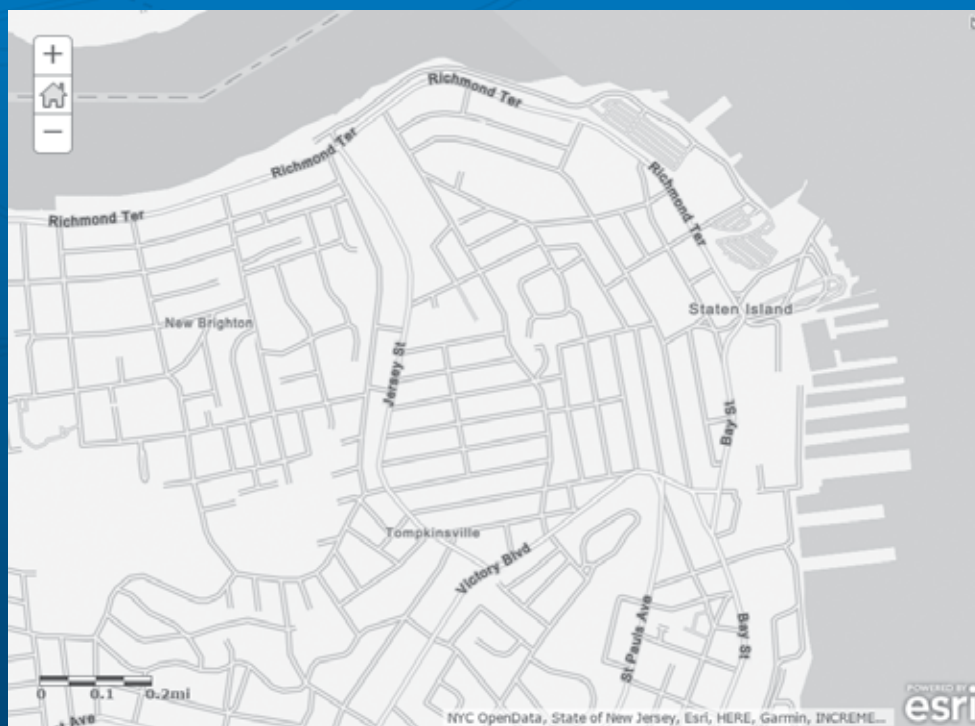 +
−
Richmond Ter
Richmond Ter
Richmond Ter
Richmond Ter
New Brighton
Staten Island
Jersey St
Bay St
Tompkinsville
Victory Blvd
St Pauls Ave
Bay St
0 0.1 0.2mi
Ave
NYC OpenData, State of New Jersey, Esri, HERE, Garmin, INCREME...
POWERED BY
esri